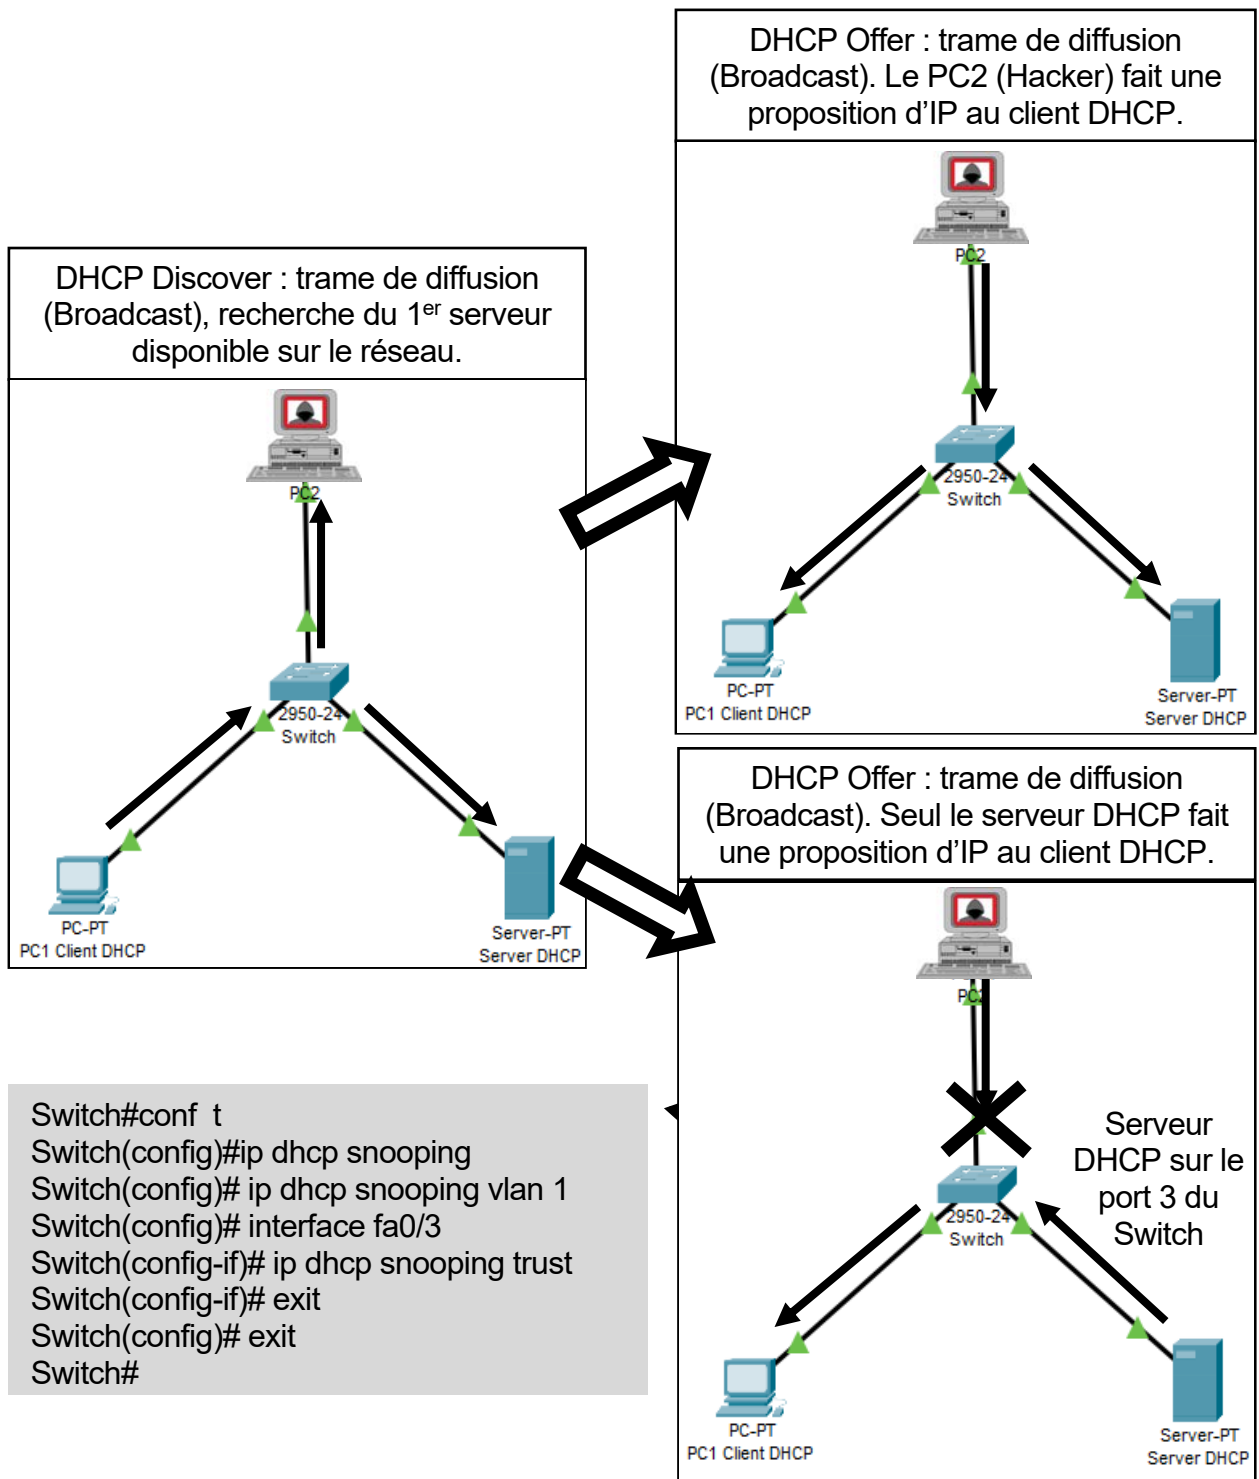 DHCP Offer : trame de diffusion
(Broadcast). Le PC2 (Hacker) fait une
proposition d’IP au client DHCP.
PC2
2950-24
Switch
PC-PT
PC1 Client DHCP
Server-PT
Server DHCP
DHCP Discover : trame de diffusion
(Broadcast), recherche du 1er serveur
disponible sur le réseau.
PC2
2950-24
Switch
PC-PT
PC1 Client DHCP
Server-PT
Server DHCP
DHCP Offer : trame de diffusion
(Broadcast). Seul le serveur DHCP fait
une proposition d’IP au client DHCP.
PC2
Serveur
DHCP sur le
port 3 du
Switch
2950-24
Switch
PC-PT
PC1 Client DHCP
Server-PT
Server DHCP
Switch#conf t
Switch(config)#ip dhcp snooping
Switch(config)# ip dhcp snooping vlan 1
Switch(config)# interface fa0/3
Switch(config-if)# ip dhcp snooping trust
Switch(config-if)# exit
Switch(config)# exit
Switch#